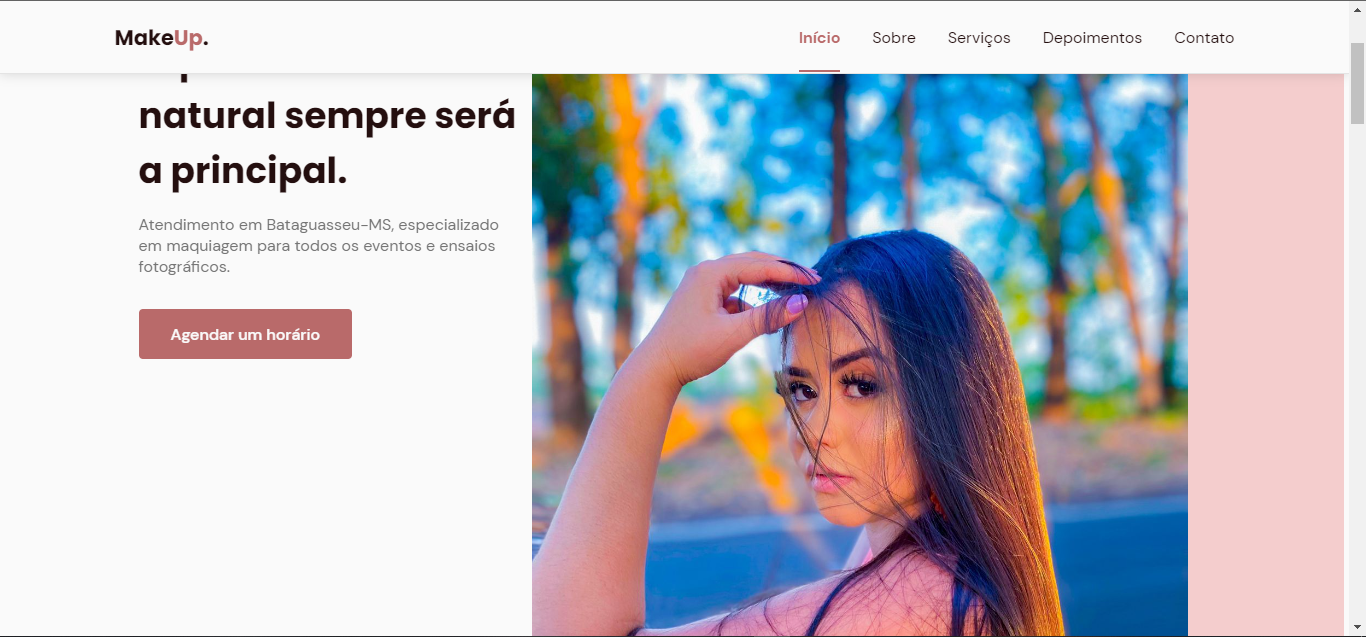 MakeUp.
Início
Sobre
Serviços
Depoimentos
Contato
natural sempre será
a principal.
Atendimento em Bataguasseu-MS, especializado
em maquiagem para todos os eventos e ensaios
fotográficos.
Agendar um horário